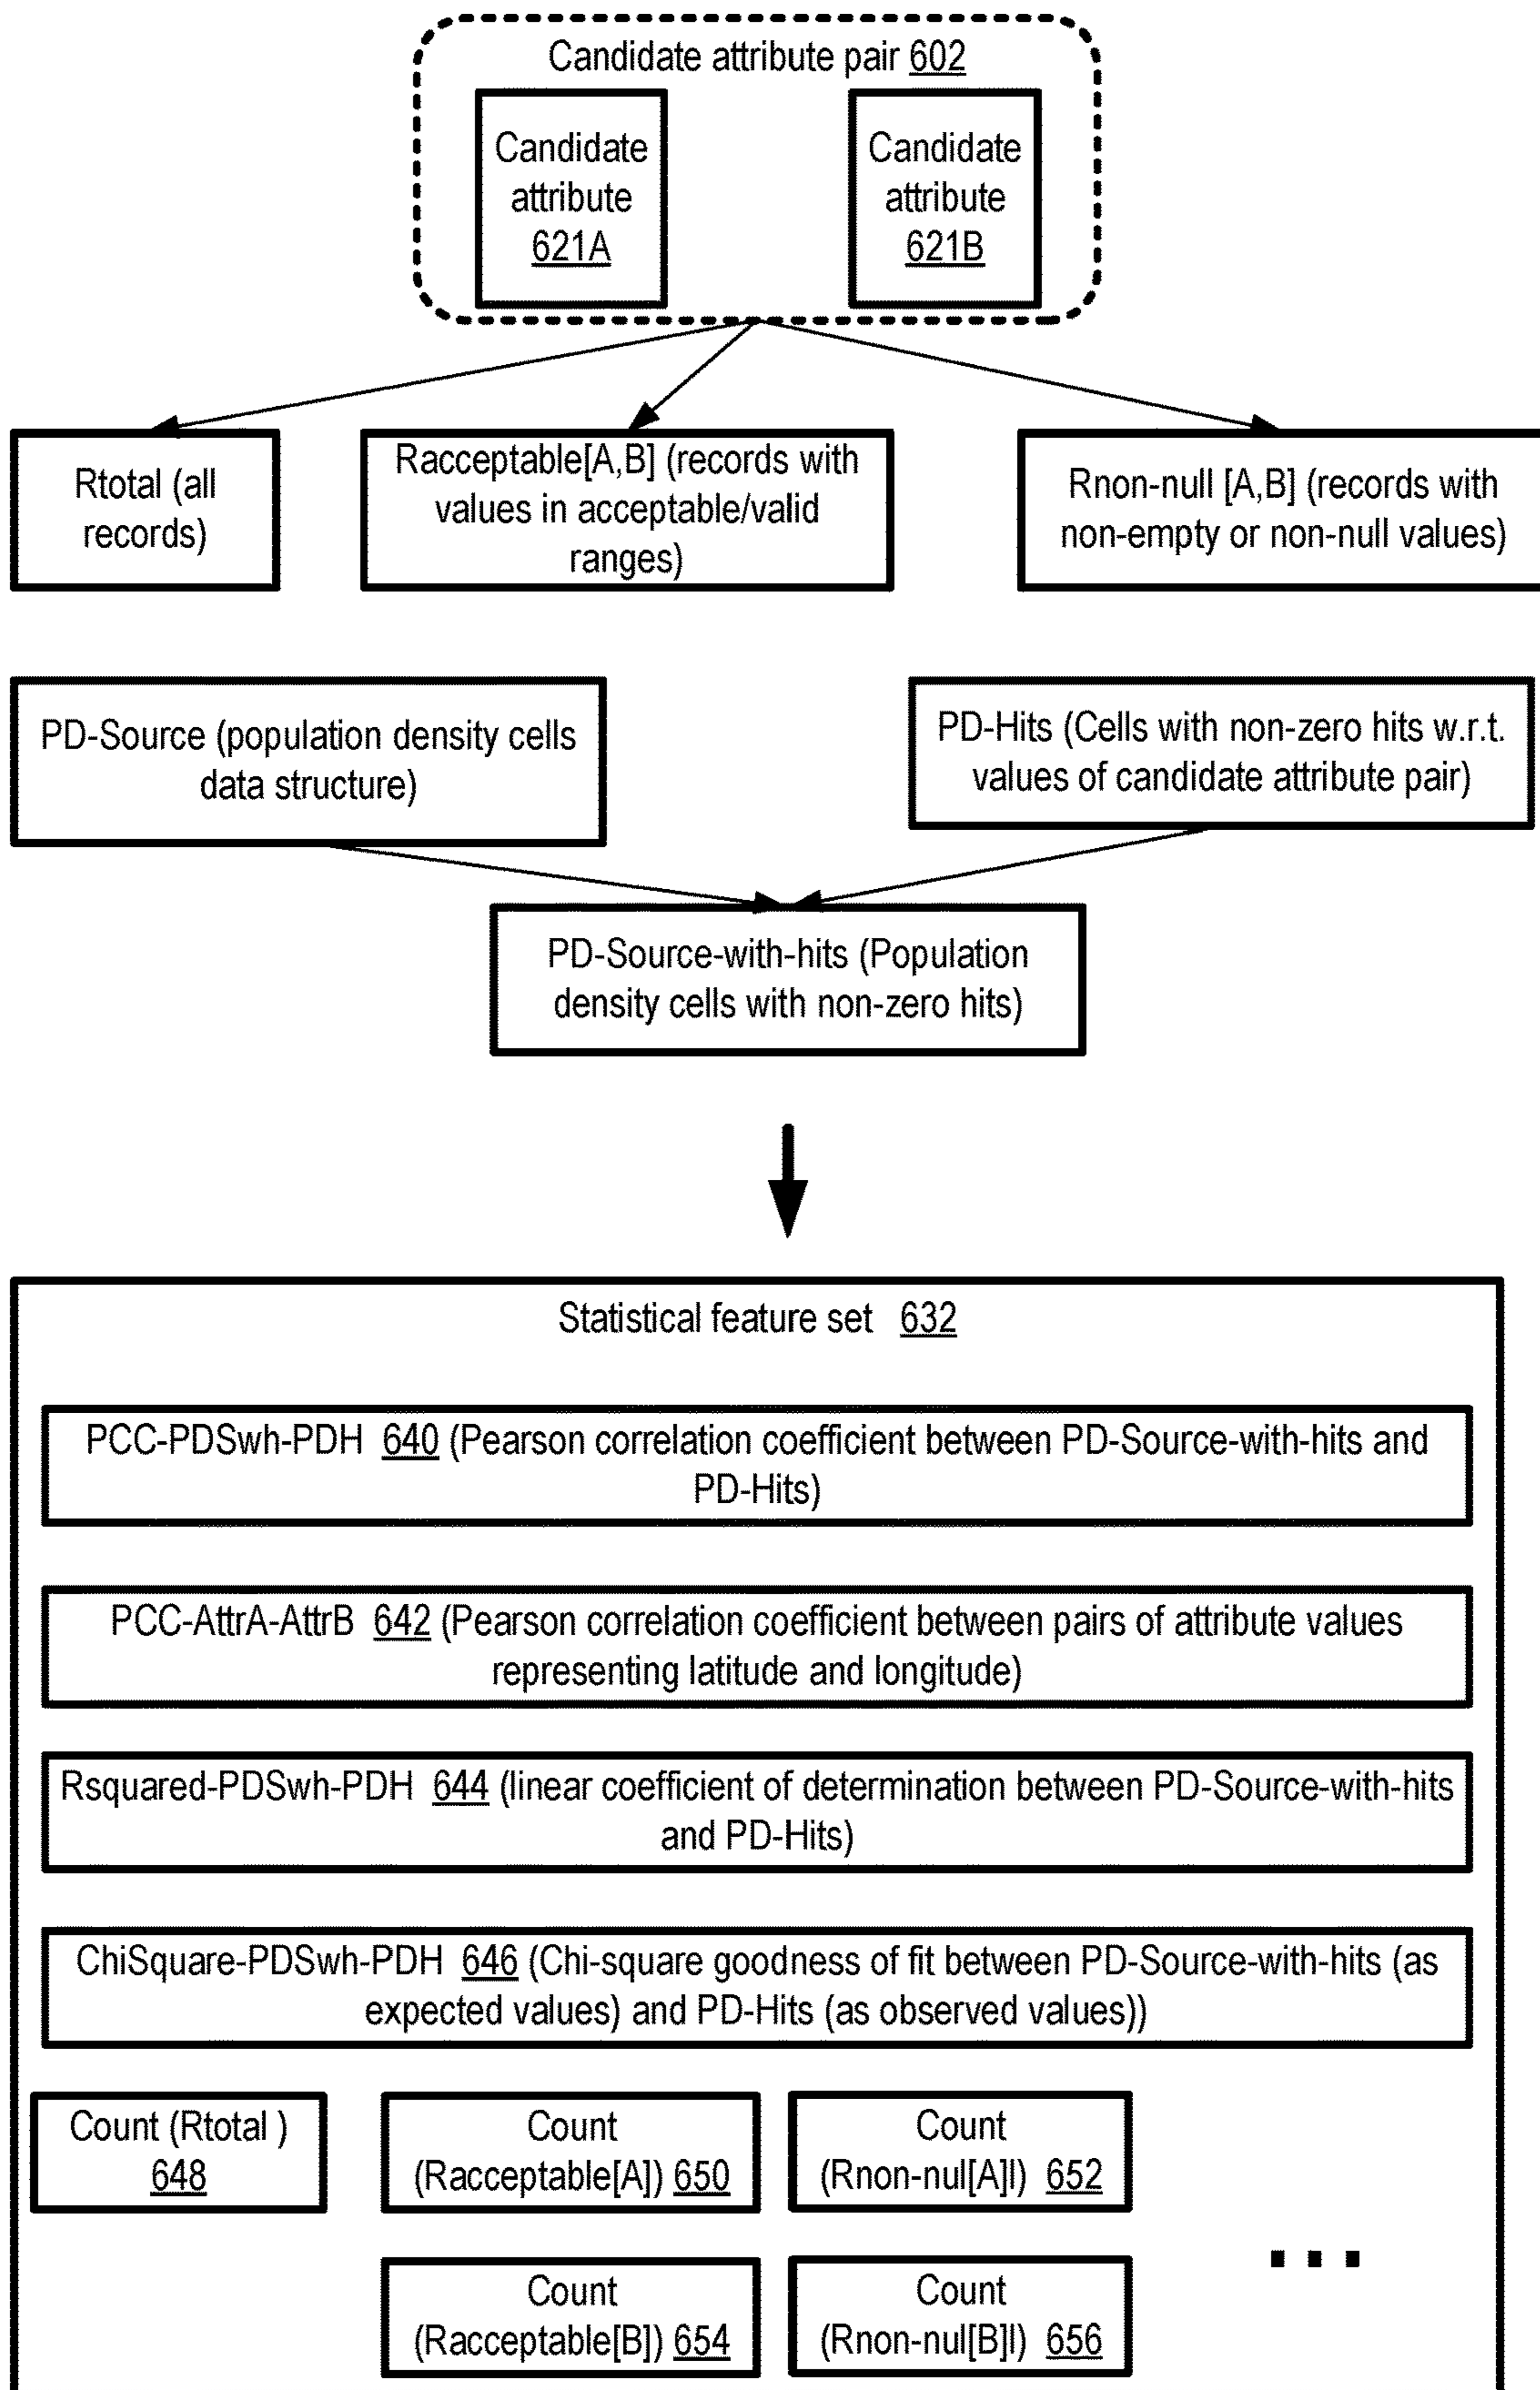 Candidate attribute pair 602
Candidate
attribute
621A
Candidate
attribute
621B
Rtotal (all
records)
Racceptable[A,B] (records with
values in acceptable/valid
ranges)
Rnon-null [A,B] (records with
non-empty or non-null values)
PD-Source (population density cells
data structure)
PD-Hits (Cells with non-zero hits w.r.t.
values of candidate attribute pair)
PD-Source-with-hits (Population
density cells with non-zero hits)
Statistical feature set 632
PCC-PDSwh-PDH 640 (Pearson correlation coefficient between PD-Source-with-hits and
PD-Hits)
PCC-AttrA-AttrB 642 (Pearson correlation coefficient between pairs of attribute values
representing latitude and longitude)
Rsquared-PDSwh-PDH 644 (linear coefficient of determination between PD-Source-with-hits
and PD-Hits)
ChiSquare-PDSwh-PDH 646 (Chi-square goodness of fit between PD-Source-with-hits (as
expected values) and PD-Hits (as observed values))
Count (Rtotal )
648
Count
(Racceptable[A]) 650
Count
(Rnon-nul[A]l) 652
Count
(Racceptable[B]) 654
Count
(Rnon-nul[B]l) 656
...